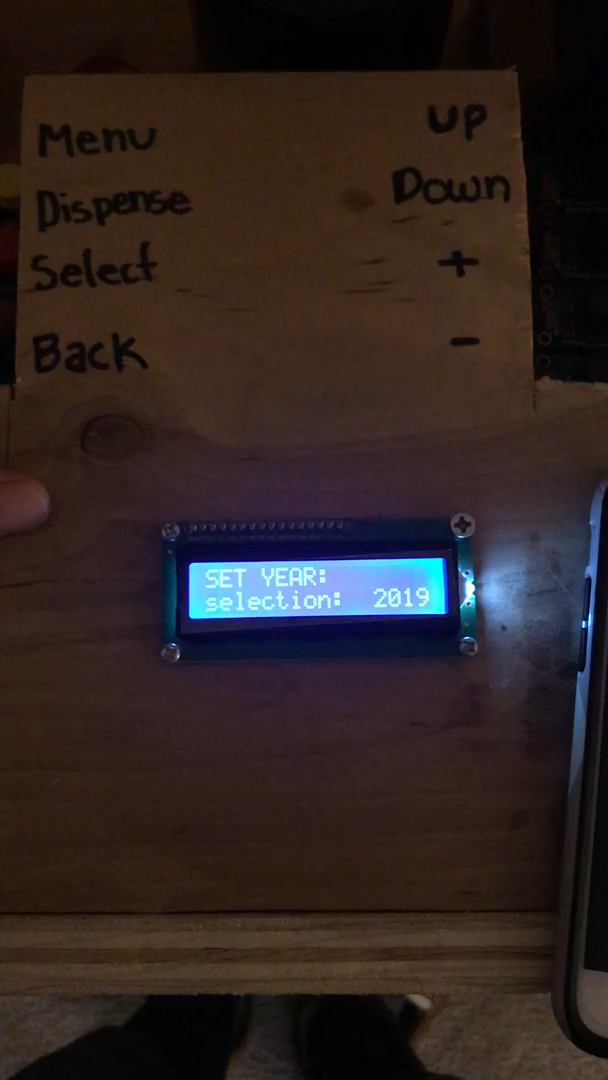 Menu
Dispense
Select
Back
UP
Down
+
-
SET YEAR:
selection: 2019